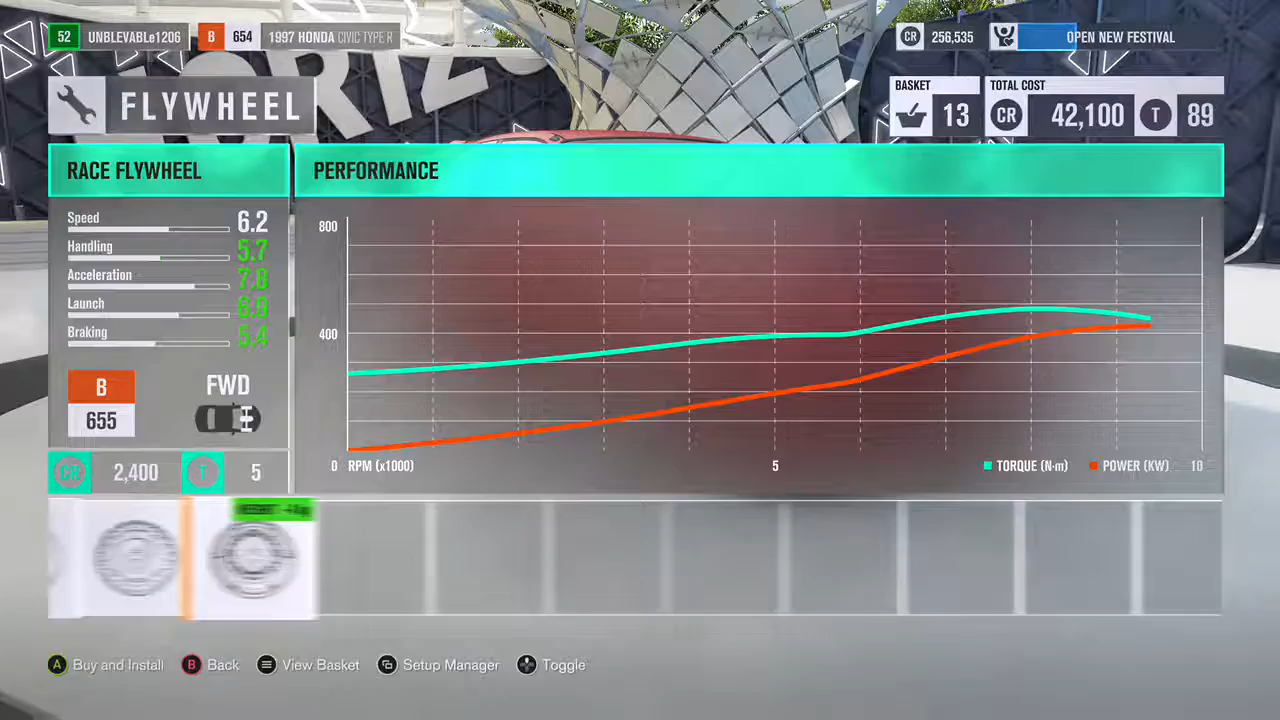 52 UNBLEVABLe1206 B 654 1997 HONDA CIVIC TYPE R
CR 256,535 OPEN NEW FESTIVAL
FLYWHEEL
BASKET TOTAL COST
13 CR 42,100 T 89
RACE FLYWHEEL
PERFORMANCE
Speed 6.2
Handling 5.7
Acceleration 7.8
Launch 6.9
Braking 5.4
B FWD
655
CR 2,400 T 5
800
400
0 RPM (x1000) 5 TORQUE (N·m) POWER (KW) 10
A Buy and Install B Back View Basket Setup Manager Toggle